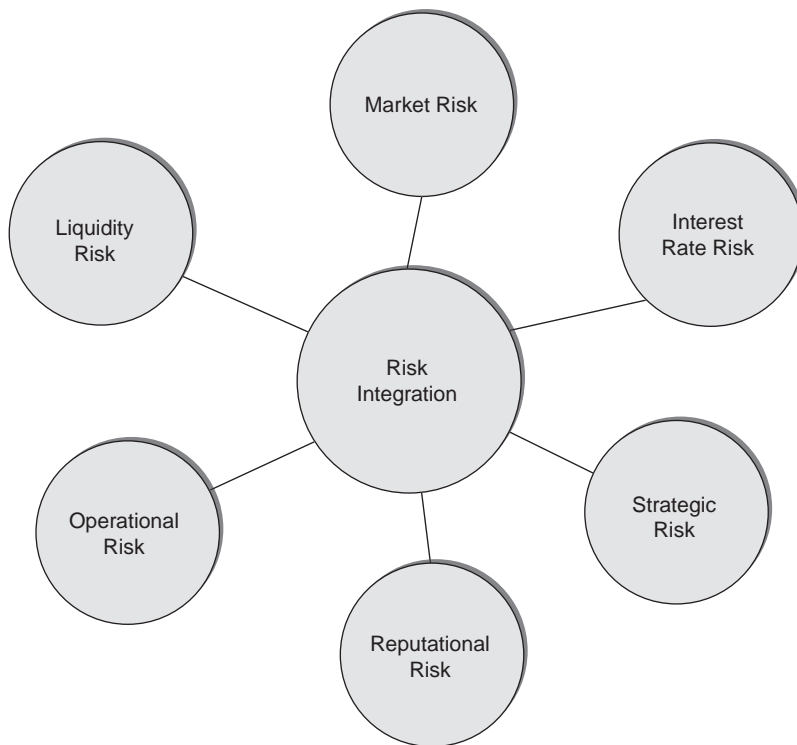 Market Risk
Liquidity
Risk
Interest
Rate Risk
Risk
Integration
Operational
Risk
Strategic
Risk
Reputational
Risk